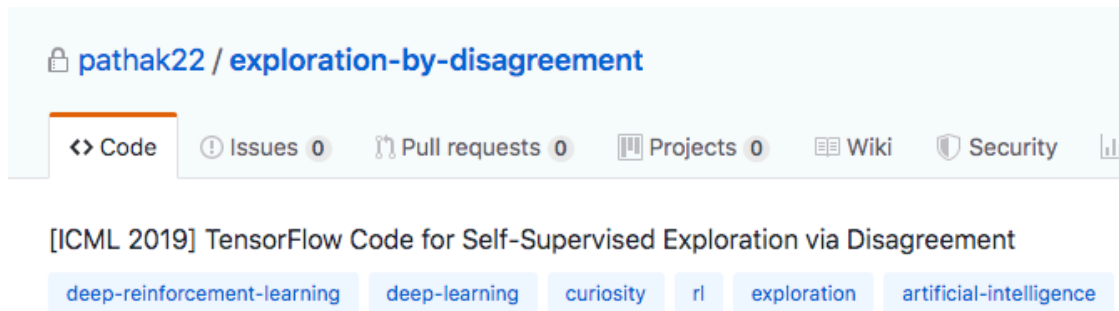 pathak22 / exploration-by-disagreement
<> Code Issues 0 Pull requests 0 Projects 0 Wiki Security
[ICML 2019] TensorFlow Code for Self-Supervised Exploration via Disagreement
deep-reinforcement-learning deep-learning curiosity rl exploration artificial-intelligence